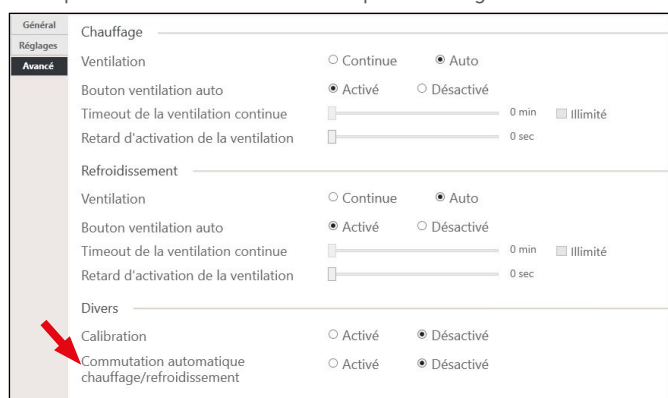 Général
Réglages
Avancé
Chauffage
Ventilation Continue Auto
Bouton ventilation auto Activé Désactivé
Timeout de la ventilation continue 0 min Illimité
Retard d'activation de la ventilation 0 sec
Refroidissement
Ventilation Continue Auto
Bouton ventilation auto Activé Désactivé
Timeout de la ventilation continue 0 min Illimité
Retard d'activation de la ventilation 0 sec
Divers
Calibration Activé Désactivé
Commutation automatique
chauffage/refroidissement Activé Désactivé